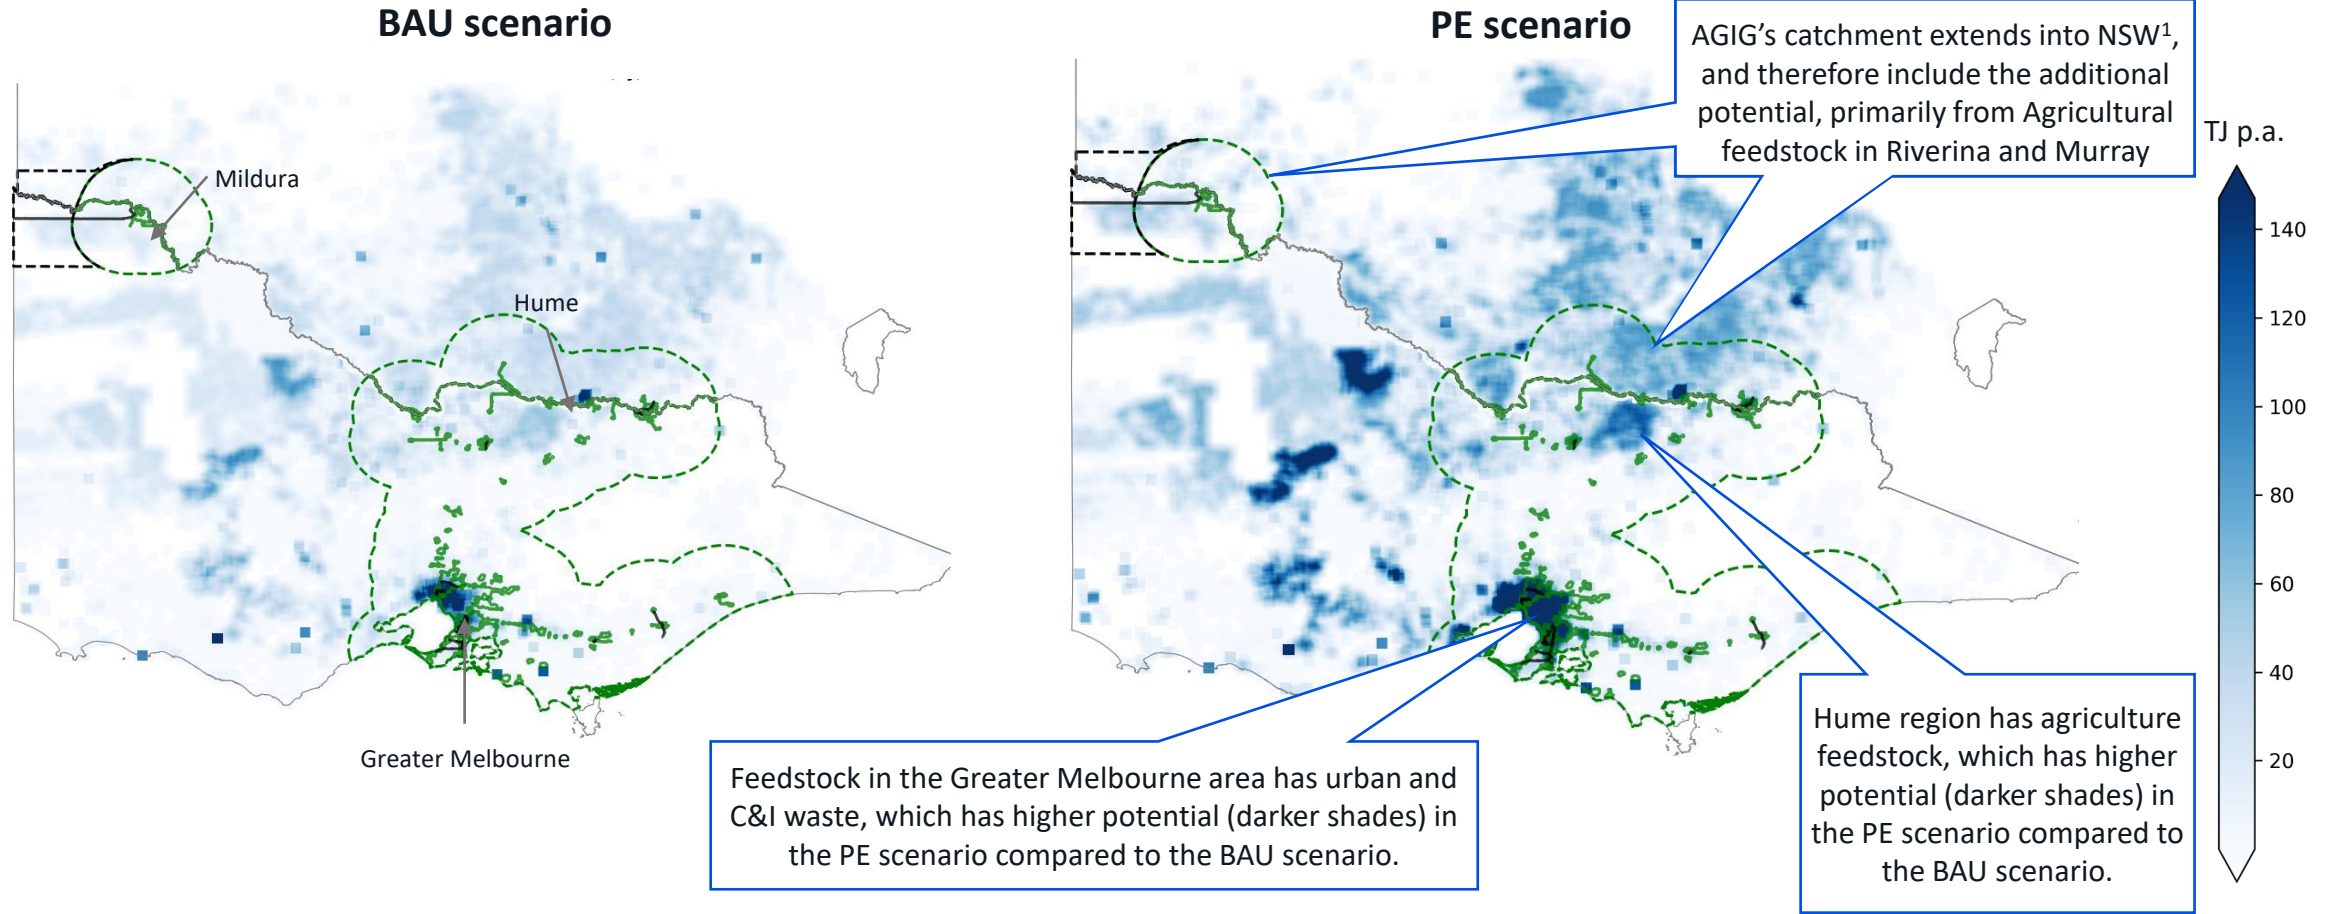 BAU scenario
PE scenario
AGIG’s catchment extends into NSW¹,
and therefore include the additional
potential, primarily from Agricultural
feedstock in Riverina and Murray
TJ p.a.
Mildura
Hume
Greater Melbourne
140
120
100
80
60
40
20
Feedstock in the Greater Melbourne area has urban and
C&I waste, which has higher potential (darker shades) in
the PE scenario compared to the BAU scenario.
Hume region has agriculture
feedstock, which has higher
potential (darker shades) in
the PE scenario compared to
the BAU scenario.